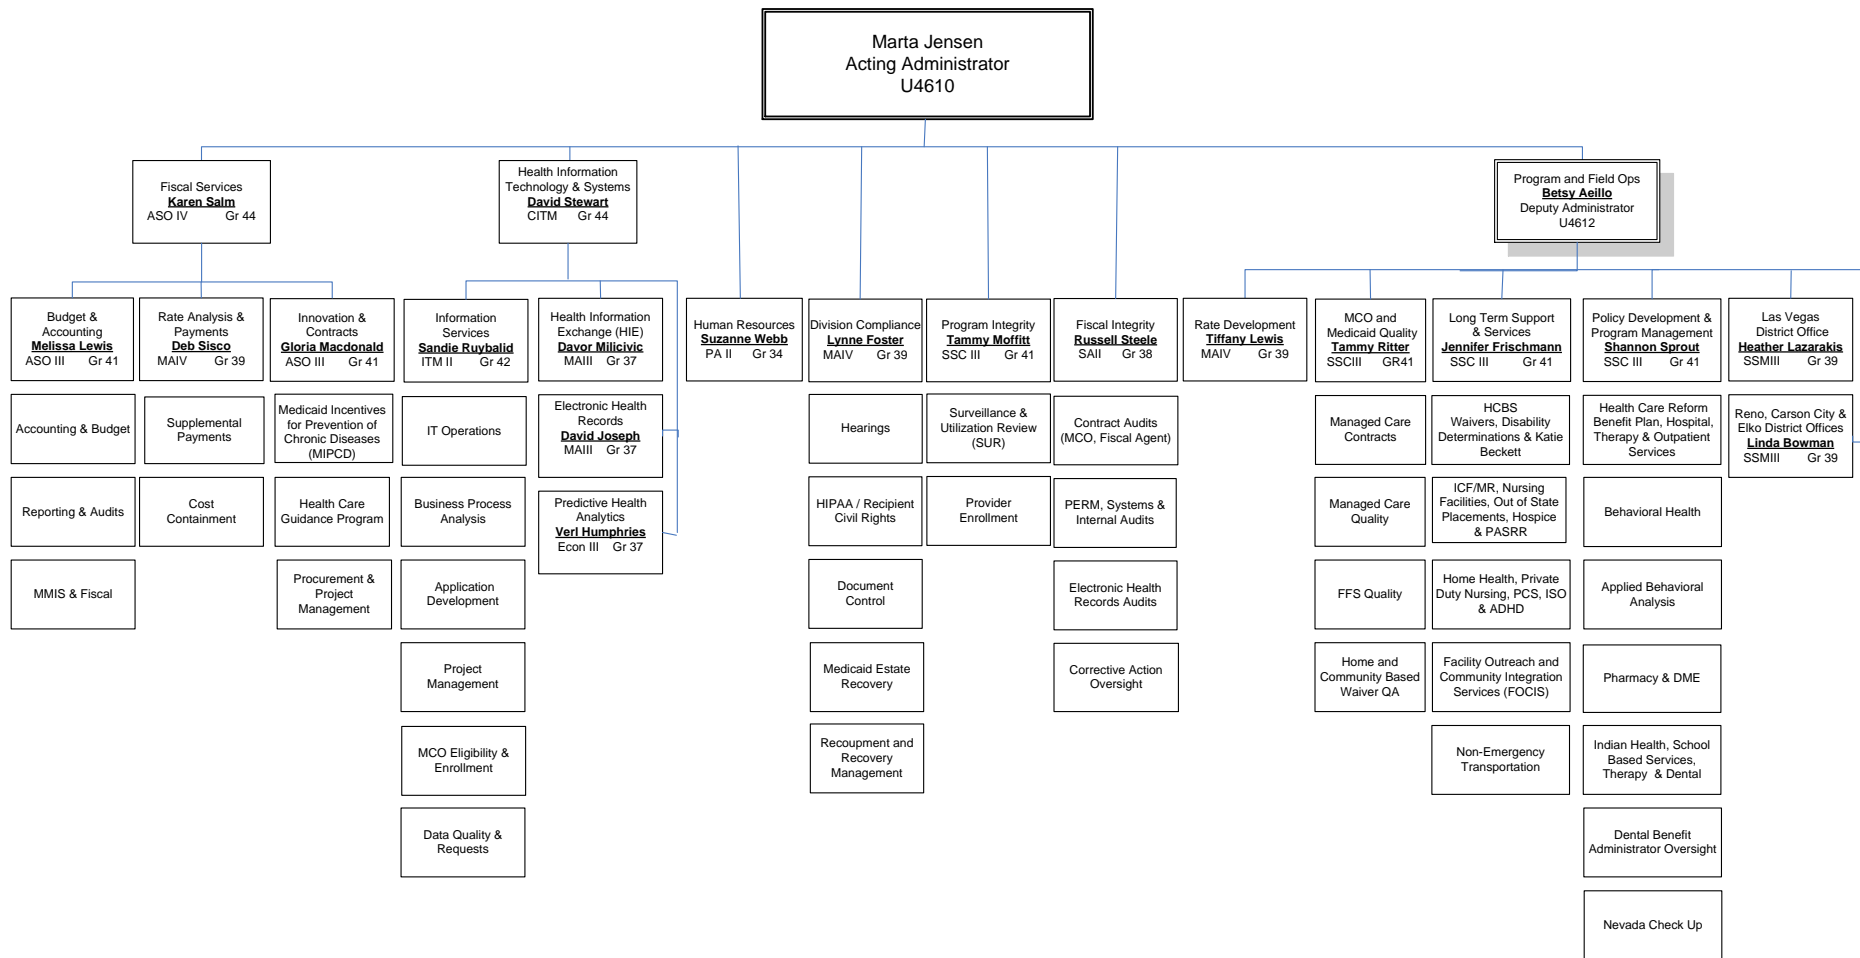 Marta Jensen
Acting Administrator
U4610
Fiscal Services
Karen Salm
ASO IV Gr 44
Health Information
Technology & Systems
David Stewart
CITM Gr 44
Program and Field Ops
Betsy Aeillo
Deputy Administrator
U4612
Budget &
Accounting
Melissa Lewis
ASO III Gr 41
Rate Analysis &
Payments
Deb Sisco
MAIV Gr 39
Innovation &
Contracts
Gloria Macdonald
ASO III Gr 41
Information
Services
Sandie Ruybalid
ITM II Gr 42
Health Information
Exchange (HIE)
Davor Milicivic
MAIII Gr 37
Human Resources
Suzanne Webb
PA II Gr 34
Division Compliance
Lynne Foster
MAIV Gr 39
Program Integrity
Tammy Moffitt
SSC III Gr 41
Fiscal Integrity
Russell Steele
SAII Gr 38
Rate Development
Tiffany Lewis
MAIV Gr 39
MCO and
Medicaid Quality
Tammy Ritter
SSCIII GR41
Long Term Support
& Services
Jennifer Frischmann
SSC III Gr 41
Policy Development &
Program Management
Shannon Sprout
SSC III Gr 41
Las Vegas
District Office
Heather Lazarakis
SSMIII Gr 39
Accounting & Budget
Supplemental
Payments
Medicaid Incentives
for Prevention of
Chronic Diseases
(MIPCD)
IT Operations
Electronic Health
Records
David Joseph
MAIII Gr 37
Hearings
Surveillance &
Utilization Review
(SUR)
Contract Audits
(MCO, Fiscal Agent)
Managed Care
Contracts
HCBS
Waivers, Disability
Determinations & Katie
Beckett
Health Care Reform
Benefit Plan, Hospital,
Therapy & Outpatient
Services
Reno, Carson City &
Elko District Offices
Linda Bowman
SSMIII Gr 39
Reporting & Audits
Cost
Containment
Health Care
Guidance Program
Business Process
Analysis
Predictive Health
Analytics
Verl Humphries
Econ III Gr 37
HIPAA / Recipient
Civil Rights
Provider
Enrollment
PERM, Systems &
Internal Audits
Managed Care
Quality
ICF/MR, Nursing
Facilities, Out of State
Placements, Hospice
& PASRR
Behavioral Health
MMIS & Fiscal
Procurement &
Project
Management
Application
Development
Document
Control
Electronic Health
Records Audits
FFS Quality
Home Health, Private
Duty Nursing, PCS, ISO
& ADHD
Applied Behavioral
Analysis
Project
Management
Medicaid Estate
Recovery
Corrective Action
Oversight
Home and
Community Based
Waiver QA
Facility Outreach and
Community Integration
Services (FOCIS)
Pharmacy & DME
MCO Eligibility &
Enrollment
Recoupment and
Recovery
Management
Non-Emergency
Transportation
Indian Health, School
Based Services,
Therapy & Dental
Data Quality &
Requests
Dental Benefit
Administrator Oversight
Nevada Check Up